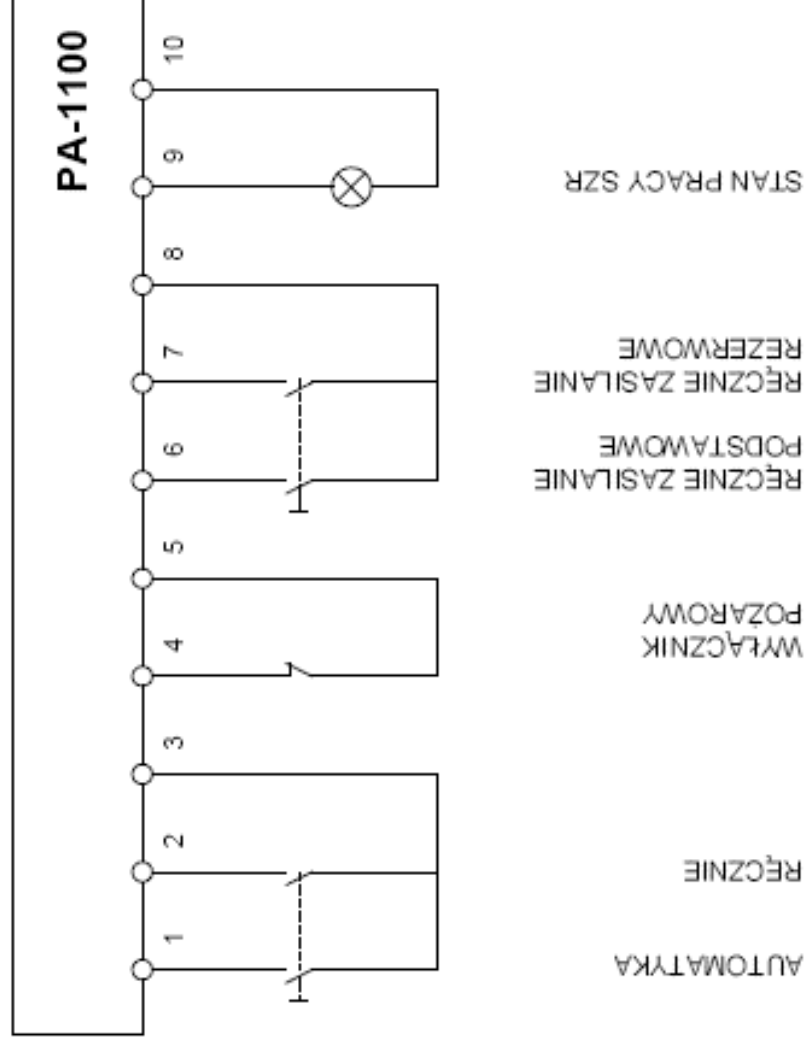 PA-1100
10
9
8
7
6
5
4
3
2
1
STAN PRACY SZR
RĘCZNIE ZASILANIE
REZERWOWE
RĘCZNIE ZASILANIE
PODSTAWOWE
WYŁĄCZNIK
POŻAROWY
RĘCZNIE
AUTOMATYKA